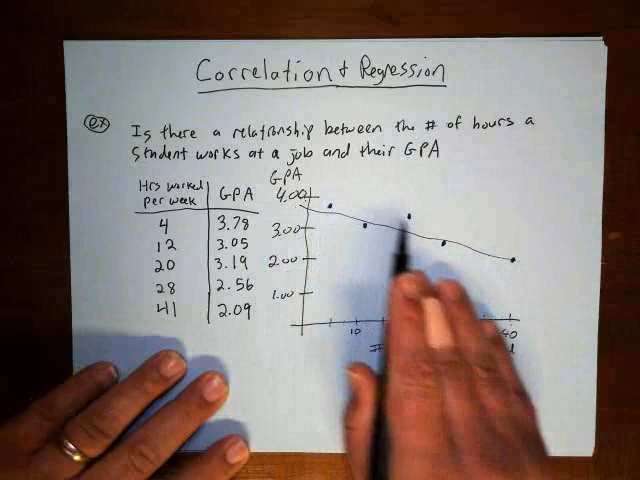 Correlation & Regression
ex
Is there a relationship between the # of hours a
student works at a job and their GPA
Hrs worked
per week
GPA
4 3.78
12 3.05
20 3.19
28 2.56
41 2.09
GPA
4.00
3.00
2.00
1.00
10 40
#